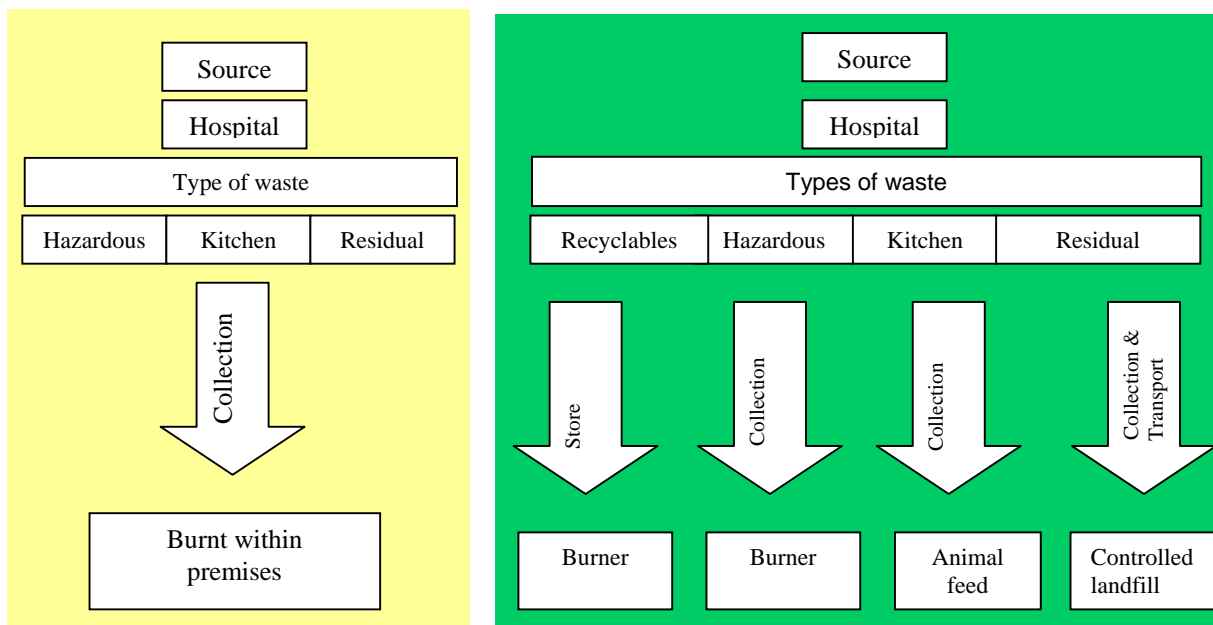 Source
Hospital
Type of waste
Hazardous
Kitchen
Residual
Collection
Burnt within
premises
Source
Hospital
Types of waste
Recyclables
Hazardous
Kitchen
Residual
Store
Collection
Collection
Collection &
Transport
Burner
Burner
Animal
feed
Controlled
landfill